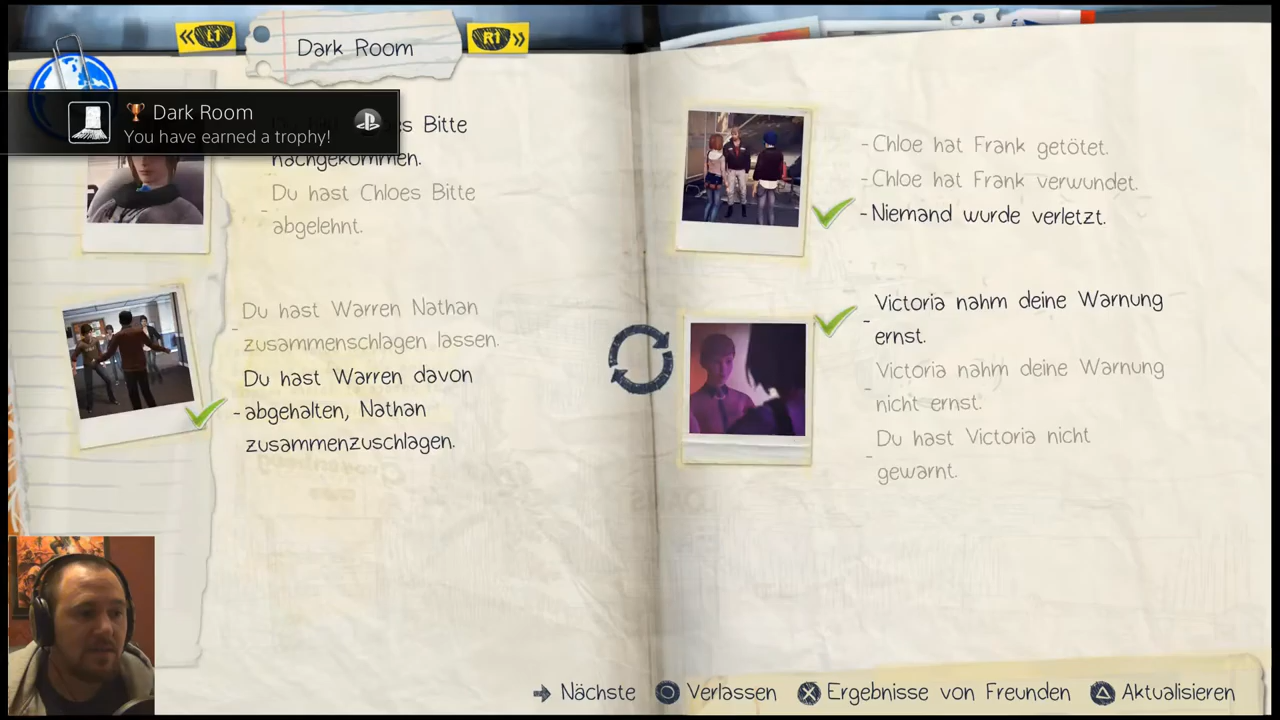 L1
Dark Room
R1
Dark Room
You have earned a trophy!
es Bitte
nachgekommen.
Du hast Chloes Bitte
abgelehnt.
Du hast Warren Nathan
zusammenschlagen lassen.
Du hast Warren davon
-abgehalten, Nathan
zusammenzuschlagen.
-Chloe hat Frank getötet.
-Chloe hat Frank verwundet.
-Niemand wurde verletzt.
Victoria nahm deine Warnung
ernst.
Victoria nahm deine Warnung
nicht ernst.
Du hast Victoria nicht
gewarnt.
Nächste
Verlassen
Ergebnisse von Freunden
Aktualisieren